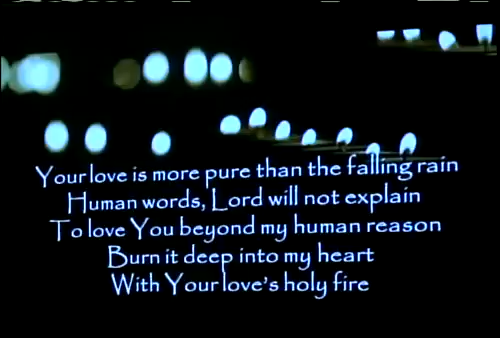 Your love is more pure than the falling rain
Human words, Lord will not explain
To love You beyond my human reason
Burn it deep into my heart
With Your love's holy fire